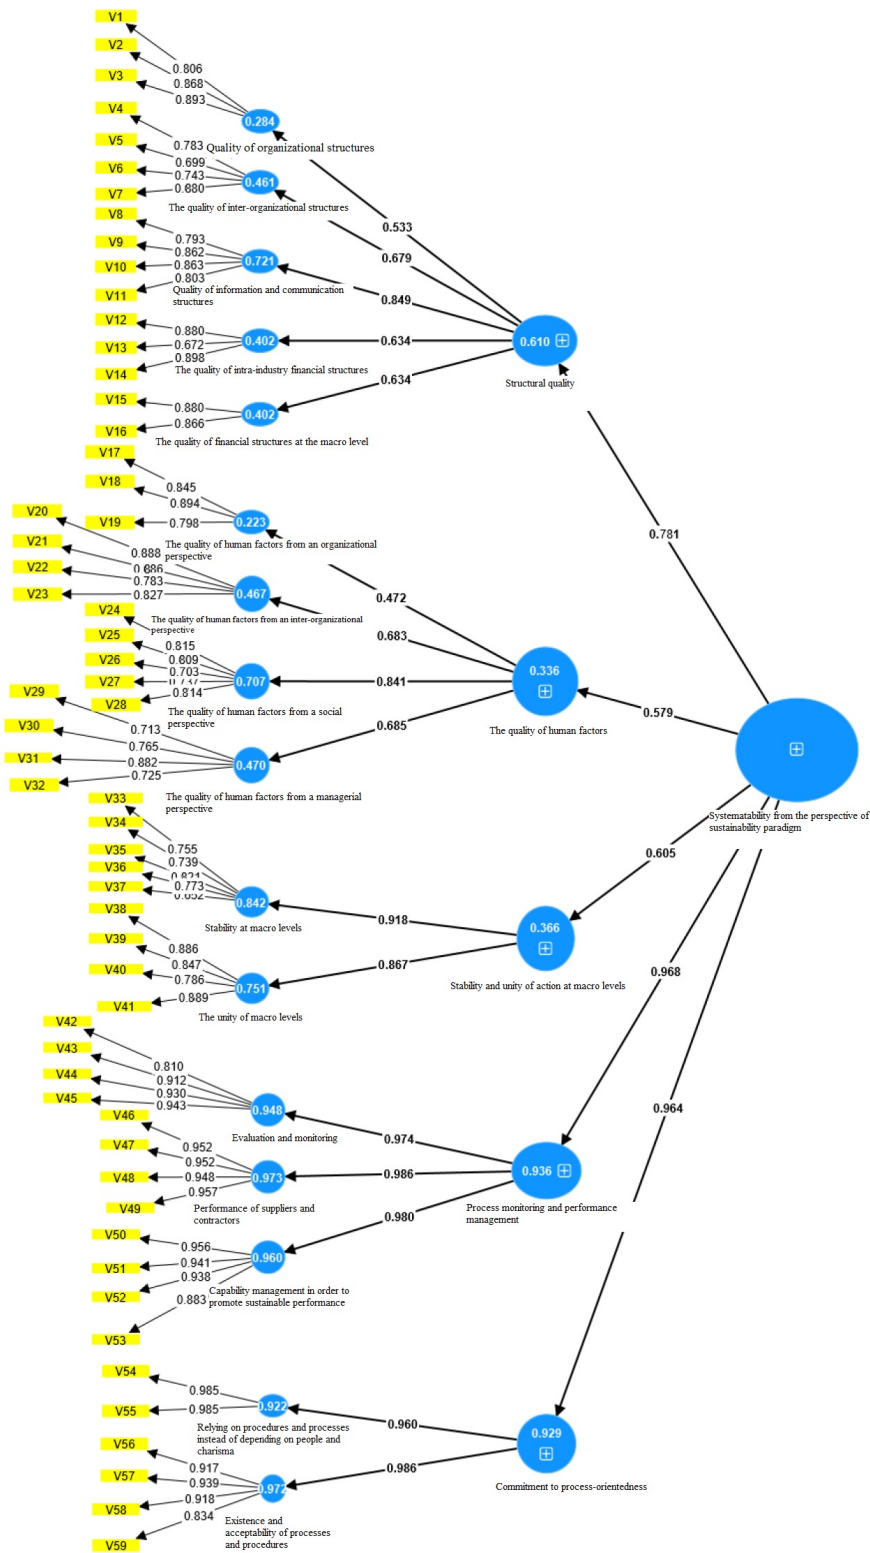 V1
V2
V3
0.806
0.868
0.893
0.284
Quality of organizational structures
V4
V5
V6
V7
0.783
0.699
0.743
0.461
The quality of inter-organizational structures
V8
V9
V10
V11
0.793
0.862
0.863
0.803
0.721
Quality of information and communication
structures
V12
V13
V14
0.880
0.672
0.898
0.402
The quality of intra-industry financial structures
V15
V16
0.880
0.866
0.402
The quality of financial structures at the macro level
0.533
0.679
0.849
0.634
0.634
0.610
Structural quality
V17
V18
V19
0.845
0.894
0.798
0.223
The quality of human factors from an organizational
perspective
V20
V21
V22
V23
0.888
0.783
0.827
0.467
The quality of human factors from an inter-organizational
perspective
V24
V25
V26
V27
V28
0.815
0.703
0.814
0.707
The quality of human factors from a social
perspective
V29
V30
V31
V32
0.713
0.765
0.882
0.725
0.470
The quality of human factors from a managerial
perspective
0.472
0.683
0.841
0.685
0.336
The quality of human factors
V33
V34
V35
V36
V37
0.755
0.739
0.773
0.842
Stability at macro levels
V38
V39
V40
V41
0.886
0.847
0.786
0.889
0.751
The unity of macro levels
0.918
0.867
0.366
Stability and unity of action at macro levels
V42
V43
V44
V45
0.810
0.912
0.930
0.943
0.948
Evaluation and monitoring
V46
V47
V48
V49
0.952
0.952
0.948
0.957
0.973
Performance of suppliers and
contractors
V50
V51
V52
V53
0.956
0.941
0.938
0.883
0.960
Capability management in order to
promote sustainable performance
0.974
0.986
0.980
0.936
Process monitoring and performance
management
V54
V55
0.985
0.985
0.922
Relying on procedures and processes
instead of depending on people and
charisma
V56
V57
V58
V59
0.917
0.939
0.918
0.834
0.972
Existence and
acceptability of processes
and procedures
0.960
0.986
0.929
Commitment to process-orientedness
0.781
0.579
0.605
0.968
0.964
Systematability from the perspective of
sustainability paradigm